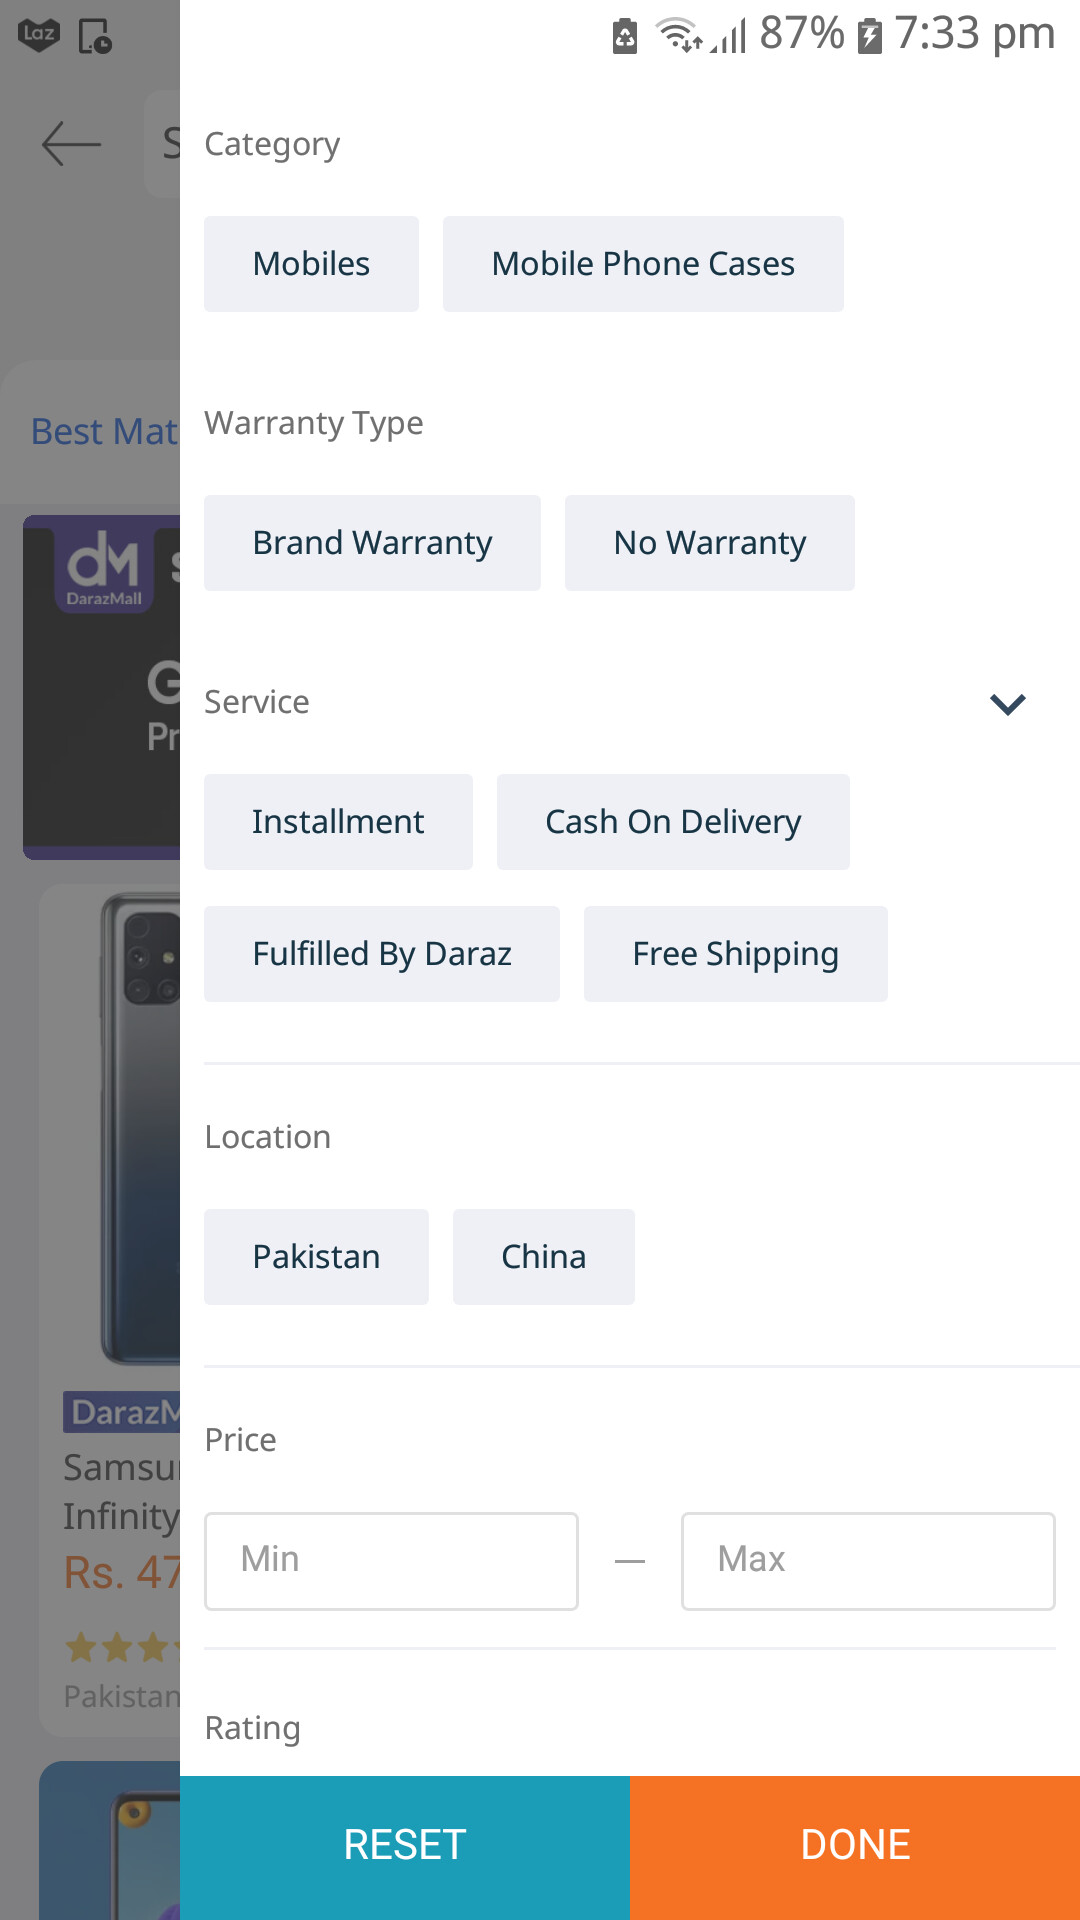 Laz 87% 7:33 pm
Category
Mobiles Mobile Phone Cases
Warranty Type
Best Mat
Brand Warranty No Warranty
dM
DarazMall
Service
Installment Cash On Delivery
Fulfilled By Daraz Free Shipping
Location
Pakistan China
DarazM
Price
Samsu
Infinity
Min — Max
Rs. 47
Pakistan
Rating
RESET DONE